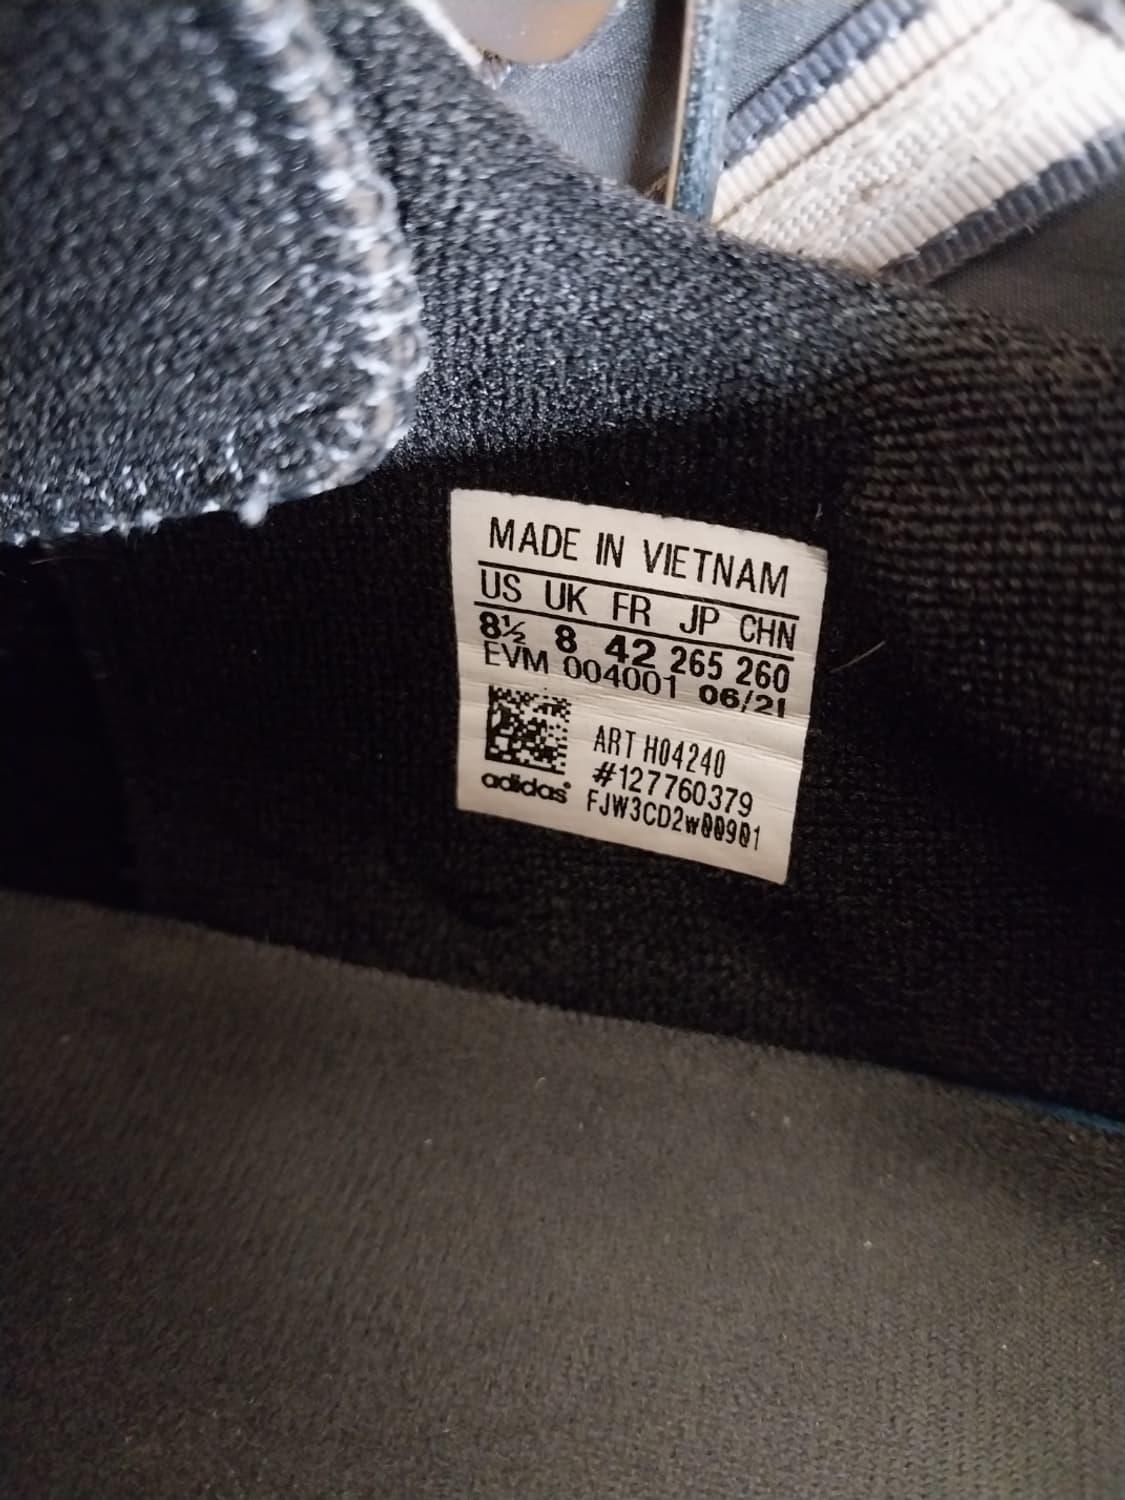 MADE IN VIETNAM
US UK FR JP CHN
8½ 8 42 265 260
EVM 004001 06/21
ART H04240
#127760379
adidas
FJW3CD2w00901